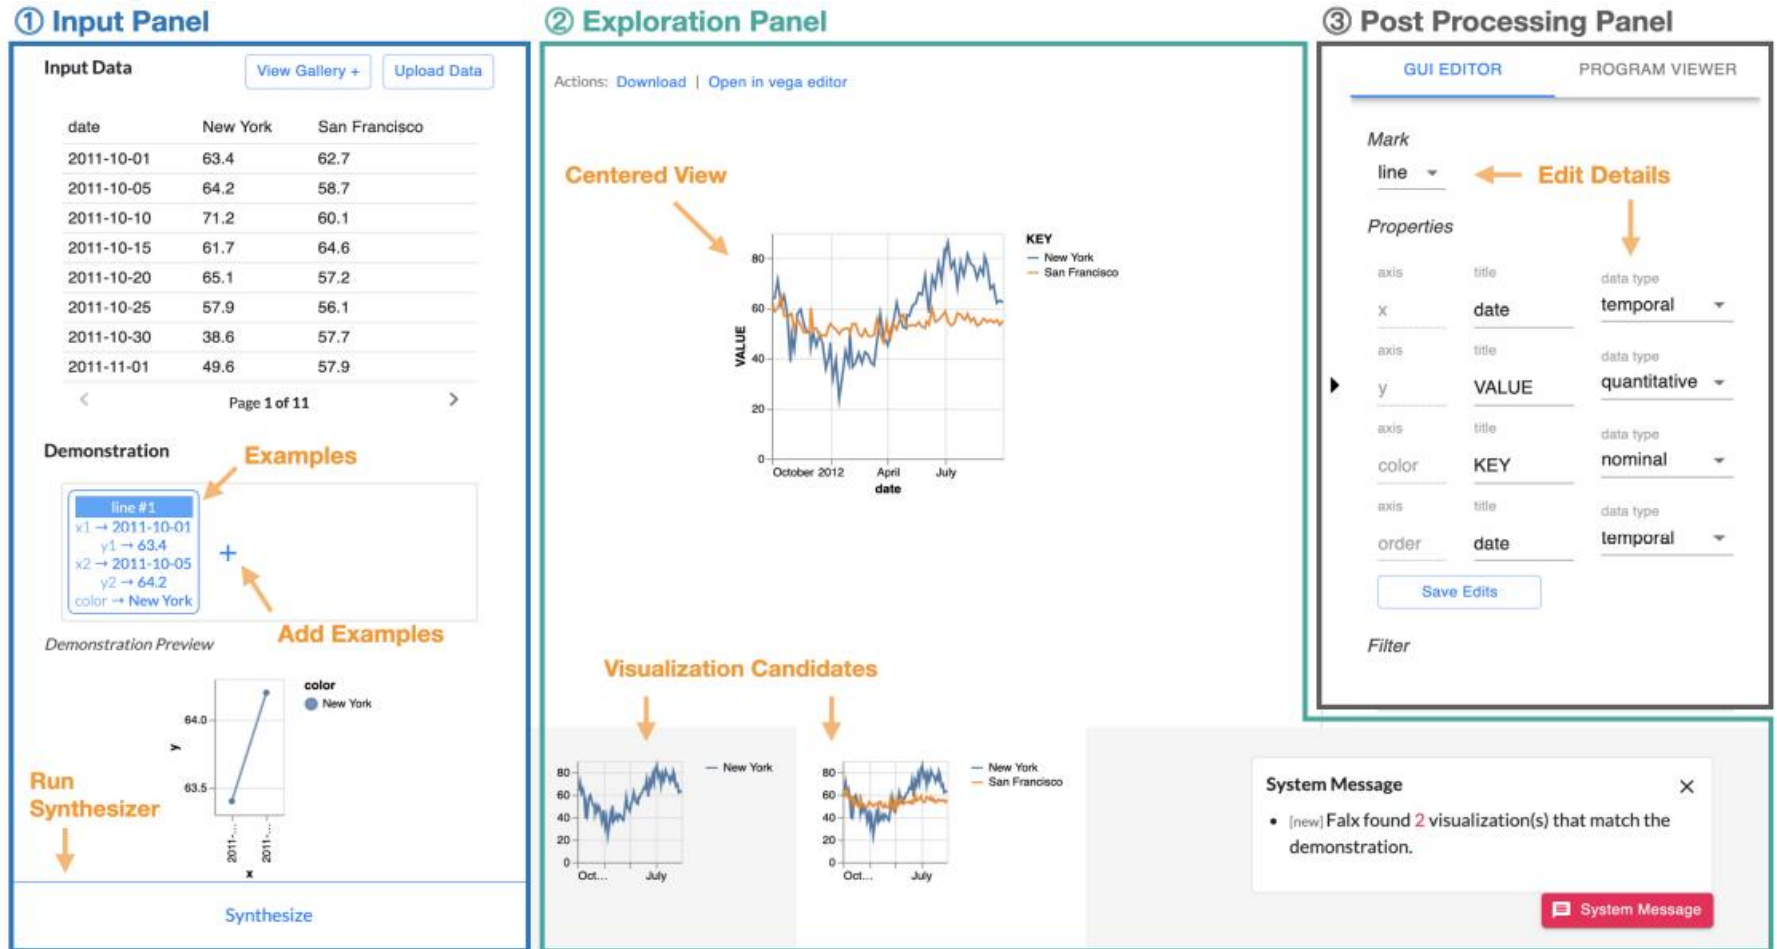 ① Input Panel
Input Data
View Gallery +
Upload Data
date New York San Francisco
2011-10-01 63.4 62.7
2011-10-05 64.2 58.7
2011-10-10 71.2 60.1
2011-10-15 61.7 64.6
2011-10-20 65.1 57.2
2011-10-25 57.9 56.1
2011-10-30 38.6 57.7
2011-11-01 49.6 57.9
< Page 1 of 11 >
Demonstration
Examples
line #1
x1 → 2011-10-01
y1 → 63.4
x2 → 2011-10-05
y2 → 64.2
color → New York
+
Add Examples
Demonstration Preview
color
New York
64.0
y
63.5
2011-...
2011-...
x
Run
Synthesizer
Synthesize
② Exploration Panel
Actions: Download | Open in vega editor
Centered View
KEY
New York
San Francisco
80
60
40
20
0
VALUE
October 2012 April July
date
Visualization Candidates
80
60
40
20
0
Oct... July
New York
80
60
40
20
0
Oct... July
New York
San Francisco
System Message
[new] Falx found 2 visualization(s) that match the
demonstration.
System Message
③ Post Processing Panel
GUI EDITOR PROGRAM VIEWER
Mark
line
Edit Details
Properties
axis title data type
x date temporal
axis title data type
y VALUE quantitative
axis title data type
color KEY nominal
axis title data type
order date temporal
Save Edits
Filter